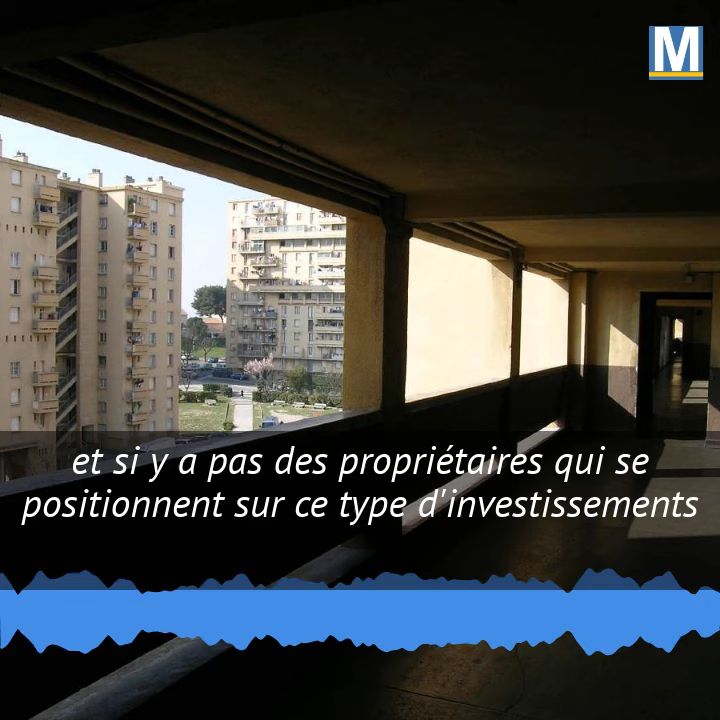 M
et si y a pas des propriétaires qui se
positionnent sur ce type d'investissements